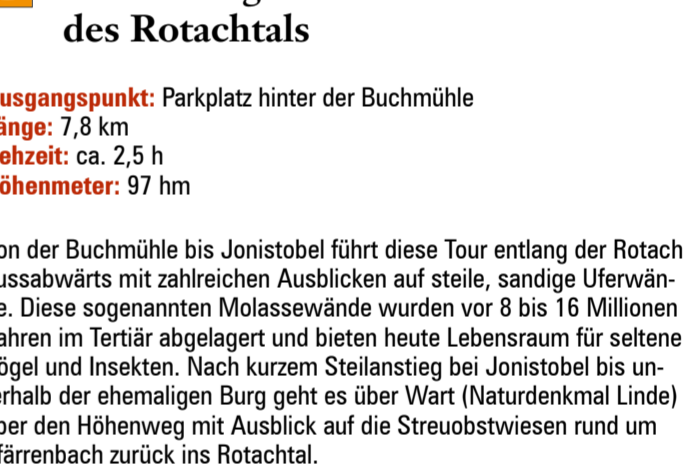 des Rotachtals
usgangspunkt: Parkplatz hinter der Buchmühle
änge: 7,8 km
ehzeit: ca. 2,5 h
öhenmeter: 97 hm
on der Buchmühle bis Jonistobel führt diese Tour entlang der Rotach
ussabwärts mit zahlreichen Ausblicken auf steile, sandige Uferwän-
e. Diese sogenannten Molassewände wurden vor 8 bis 16 Millionen
ahren im Tertiär abgelagert und bieten heute Lebensraum für seltene
ögel und Insekten. Nach kurzem Steilanstieg bei Jonistobel bis un-
erhalb der ehemaligen Burg geht es über Wart (Naturdenkmal Linde)
ber den Höhenweg mit Ausblick auf die Streuobstwiesen rund um
färrenbach zurück ins Rotachtal.